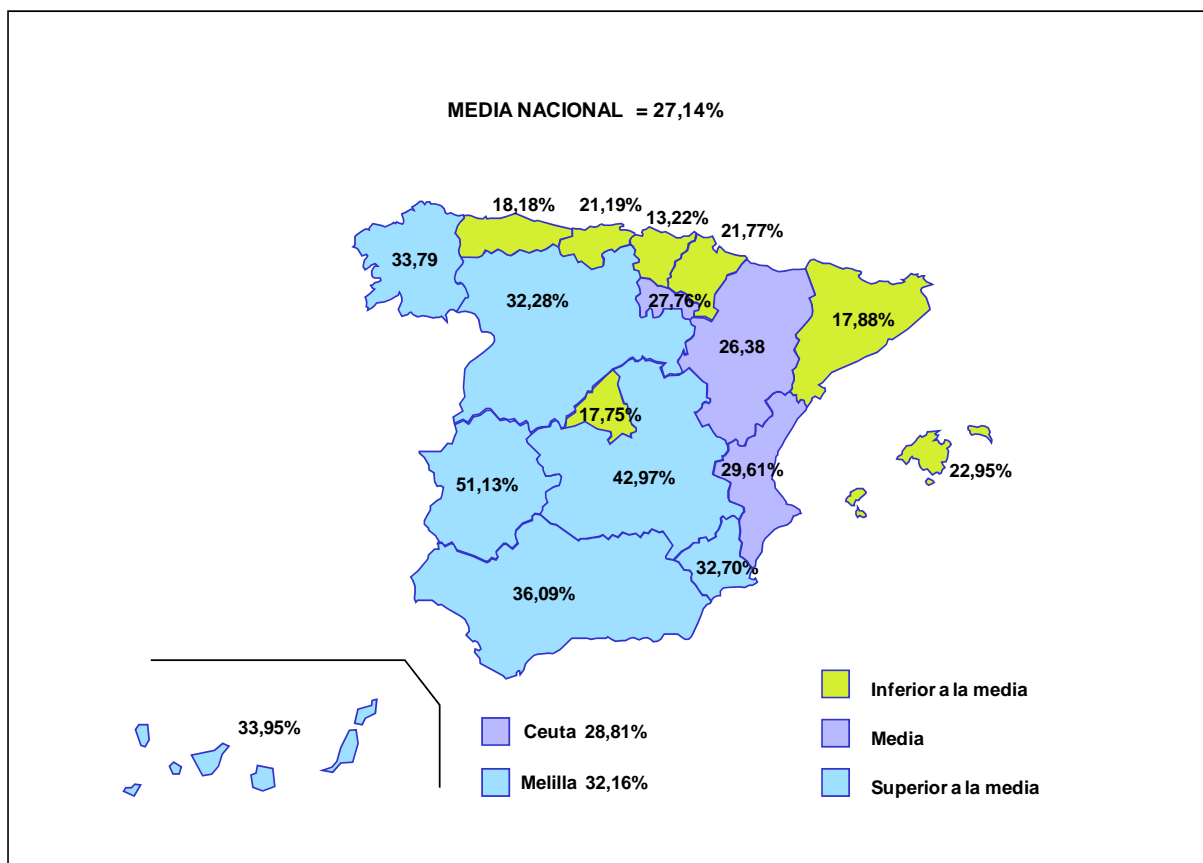 MEDIA NACIONAL = 27,14%
18,18%
21,19%
13,22%
21,77%
33,79
32,28%
27,76%
26,38
17,88%
17,75%
51,13%
42,97%
29,61%
22,95%
32,70%
36,09%
33,95%
Ceuta 28,81%
Melilla 32,16%
Inferior a la media
Media
Superior a la media